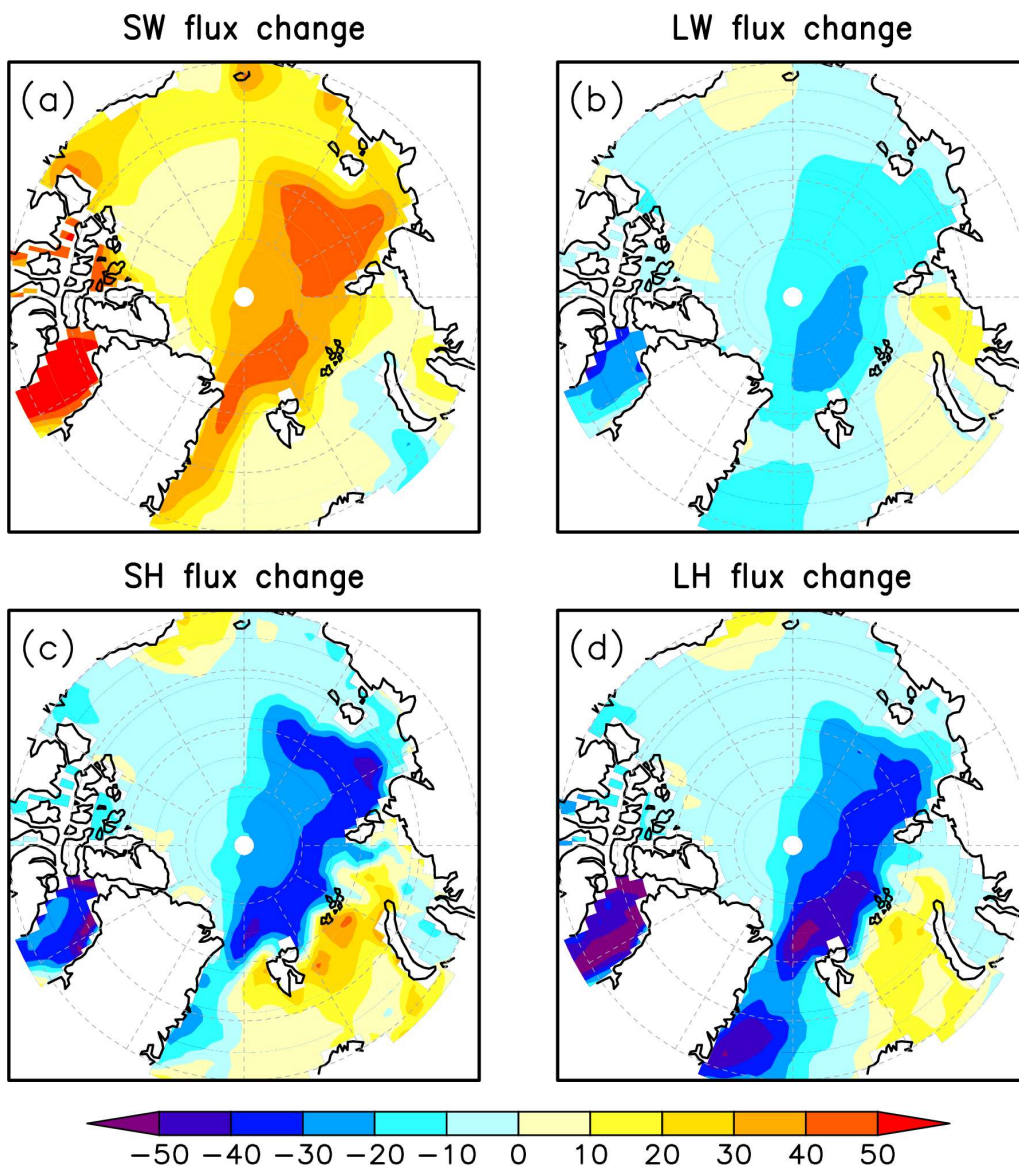 SW flux change
LW flux change
(a)
(b)
SH flux change
LH flux change
(c)
(d)
−50 −40 −30 −20 −10 0 10 20 30 40 50